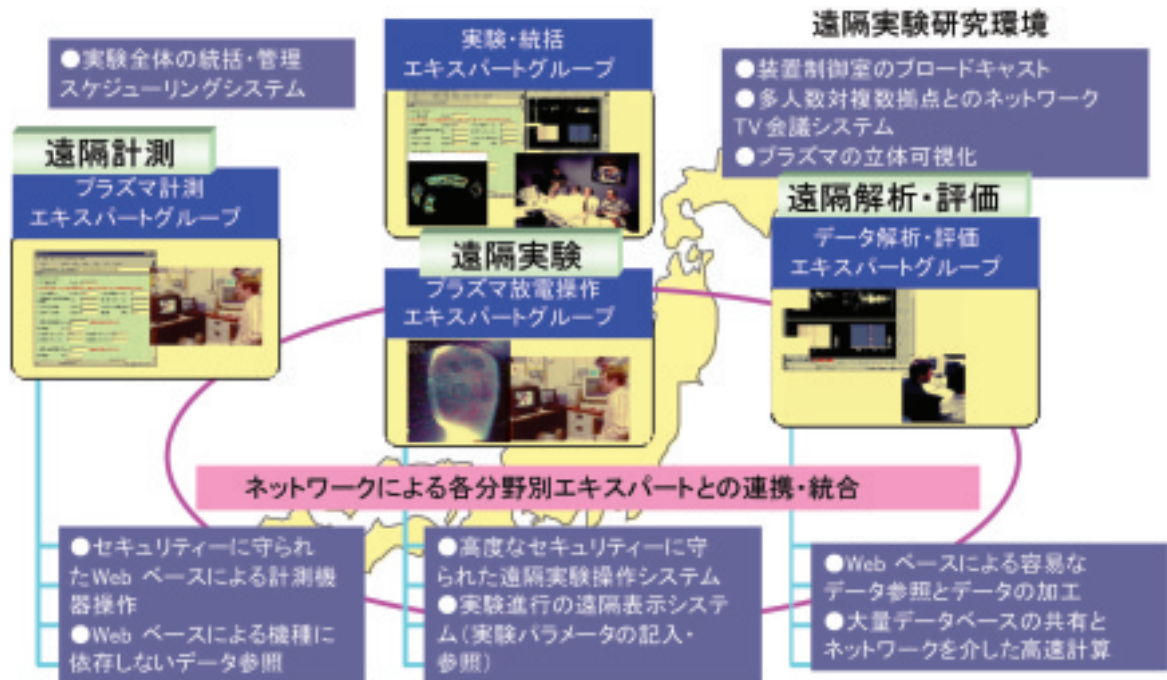 遠隔実験研究環境
●実験全体の統括・管理
スケジューリングシステム
実験・統括
エキスパートグループ
●装置制御室のブロードキャスト
●多人数対複数拠点とのネットワーク
TV会議システム
●プラズマの立体可視化
遠隔計測
プラズマ計測
エキスパートグループ
遠隔実験
プラズマ放電操作
エキスパートグループ
遠隔解析・評価
データ解析・評価
エキスパートグループ
ネットワークによる各分野別エキスパートとの連携・統合
●セキュリティーに守られ
たWeb ベースによる計測機
器操作
●Web ベースによる機種に
依存しないデータ参照
●高度なセキュリティーに守
られた遠隔実験操作システム
●実験進行の遠隔表示システ
ム(実験パラメータの記入・
参照)
●Web ベースによる容易な
データ参照とデータの加工
●大量データベースの共有と
ネットワークを介した高速計算